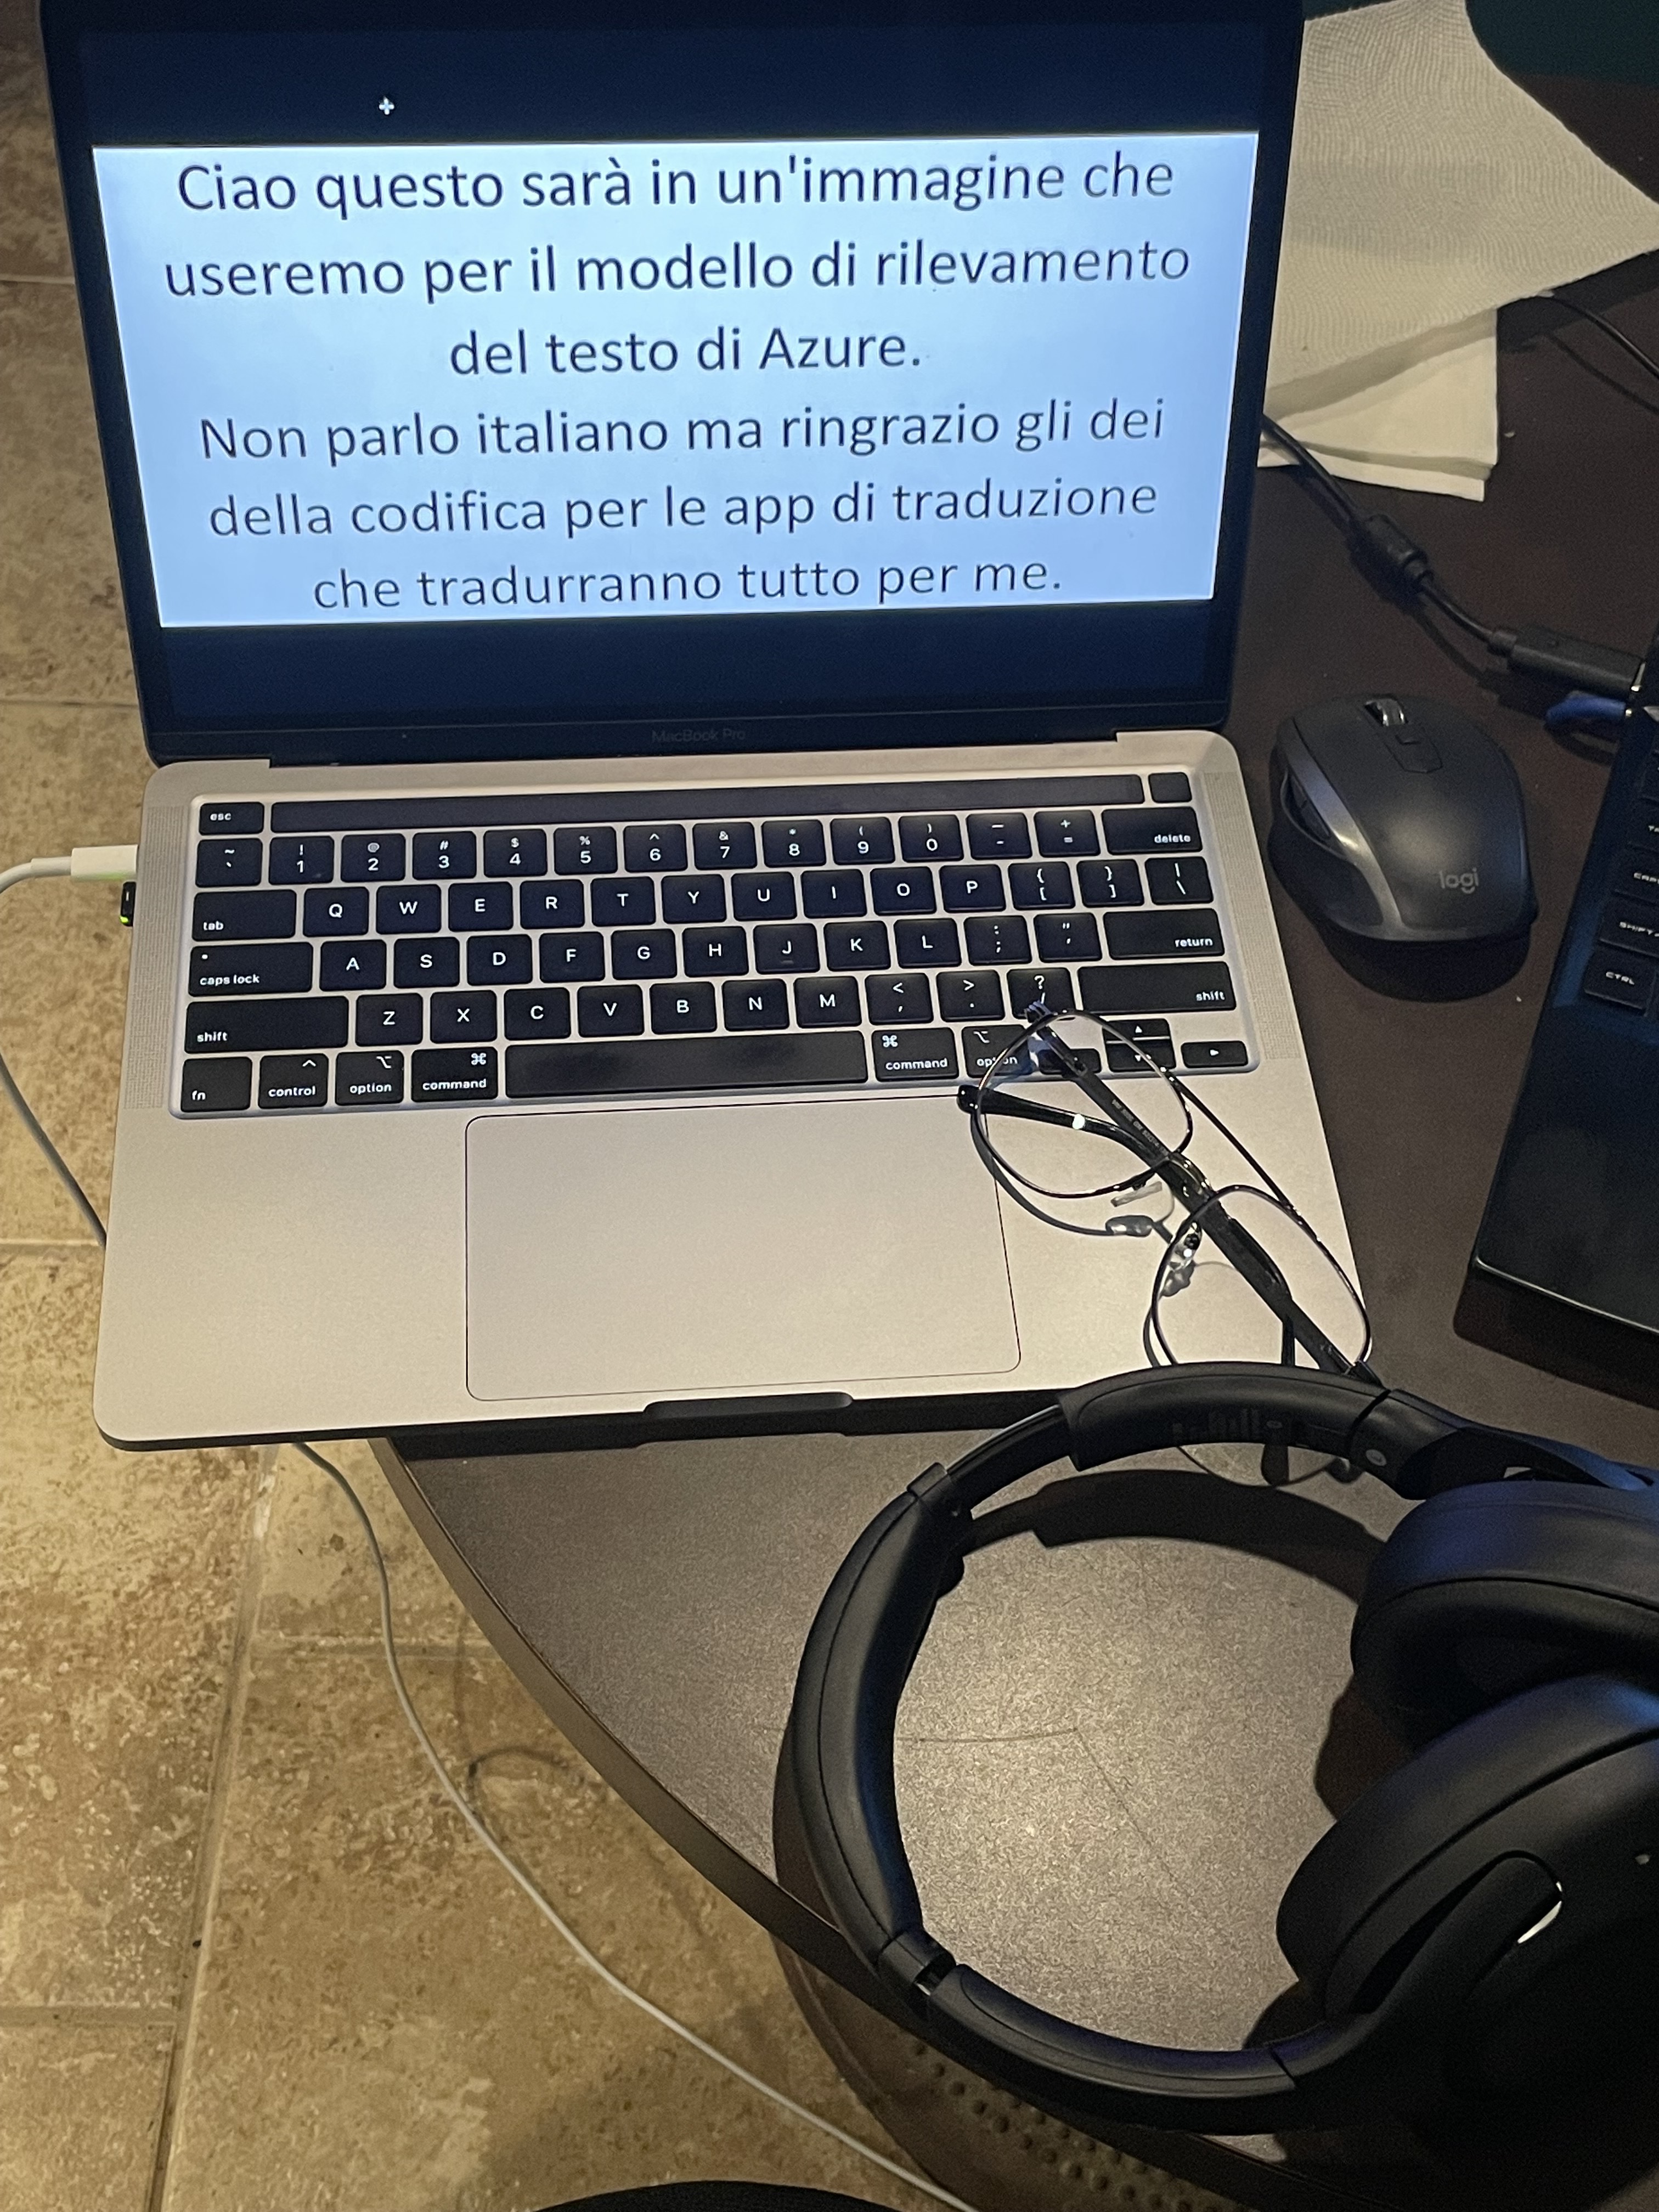 Ciao questo sarà in un'immagine che
useremo per il modello di rilevamento
del testo di Azure.
Non parlo italiano ma ringrazio gli dei
della codifica per le app di traduzione
che tradurranno tutto per me.
MacBook Pro
esc
~ ! @ # $ % ^ & * ( ) _ +
` 1 2 3 4 5 6 7 8 9 0 - = delete
tab Q W E R T Y U I O P { [ } ] | \
caps lock A S D F G H J K L : ; " ' return
shift Z X C V B N M < , > . ? / shift
fn ^ control ⌥ option ⌘ command ⌘ command ⌥ option
logi
CTRL